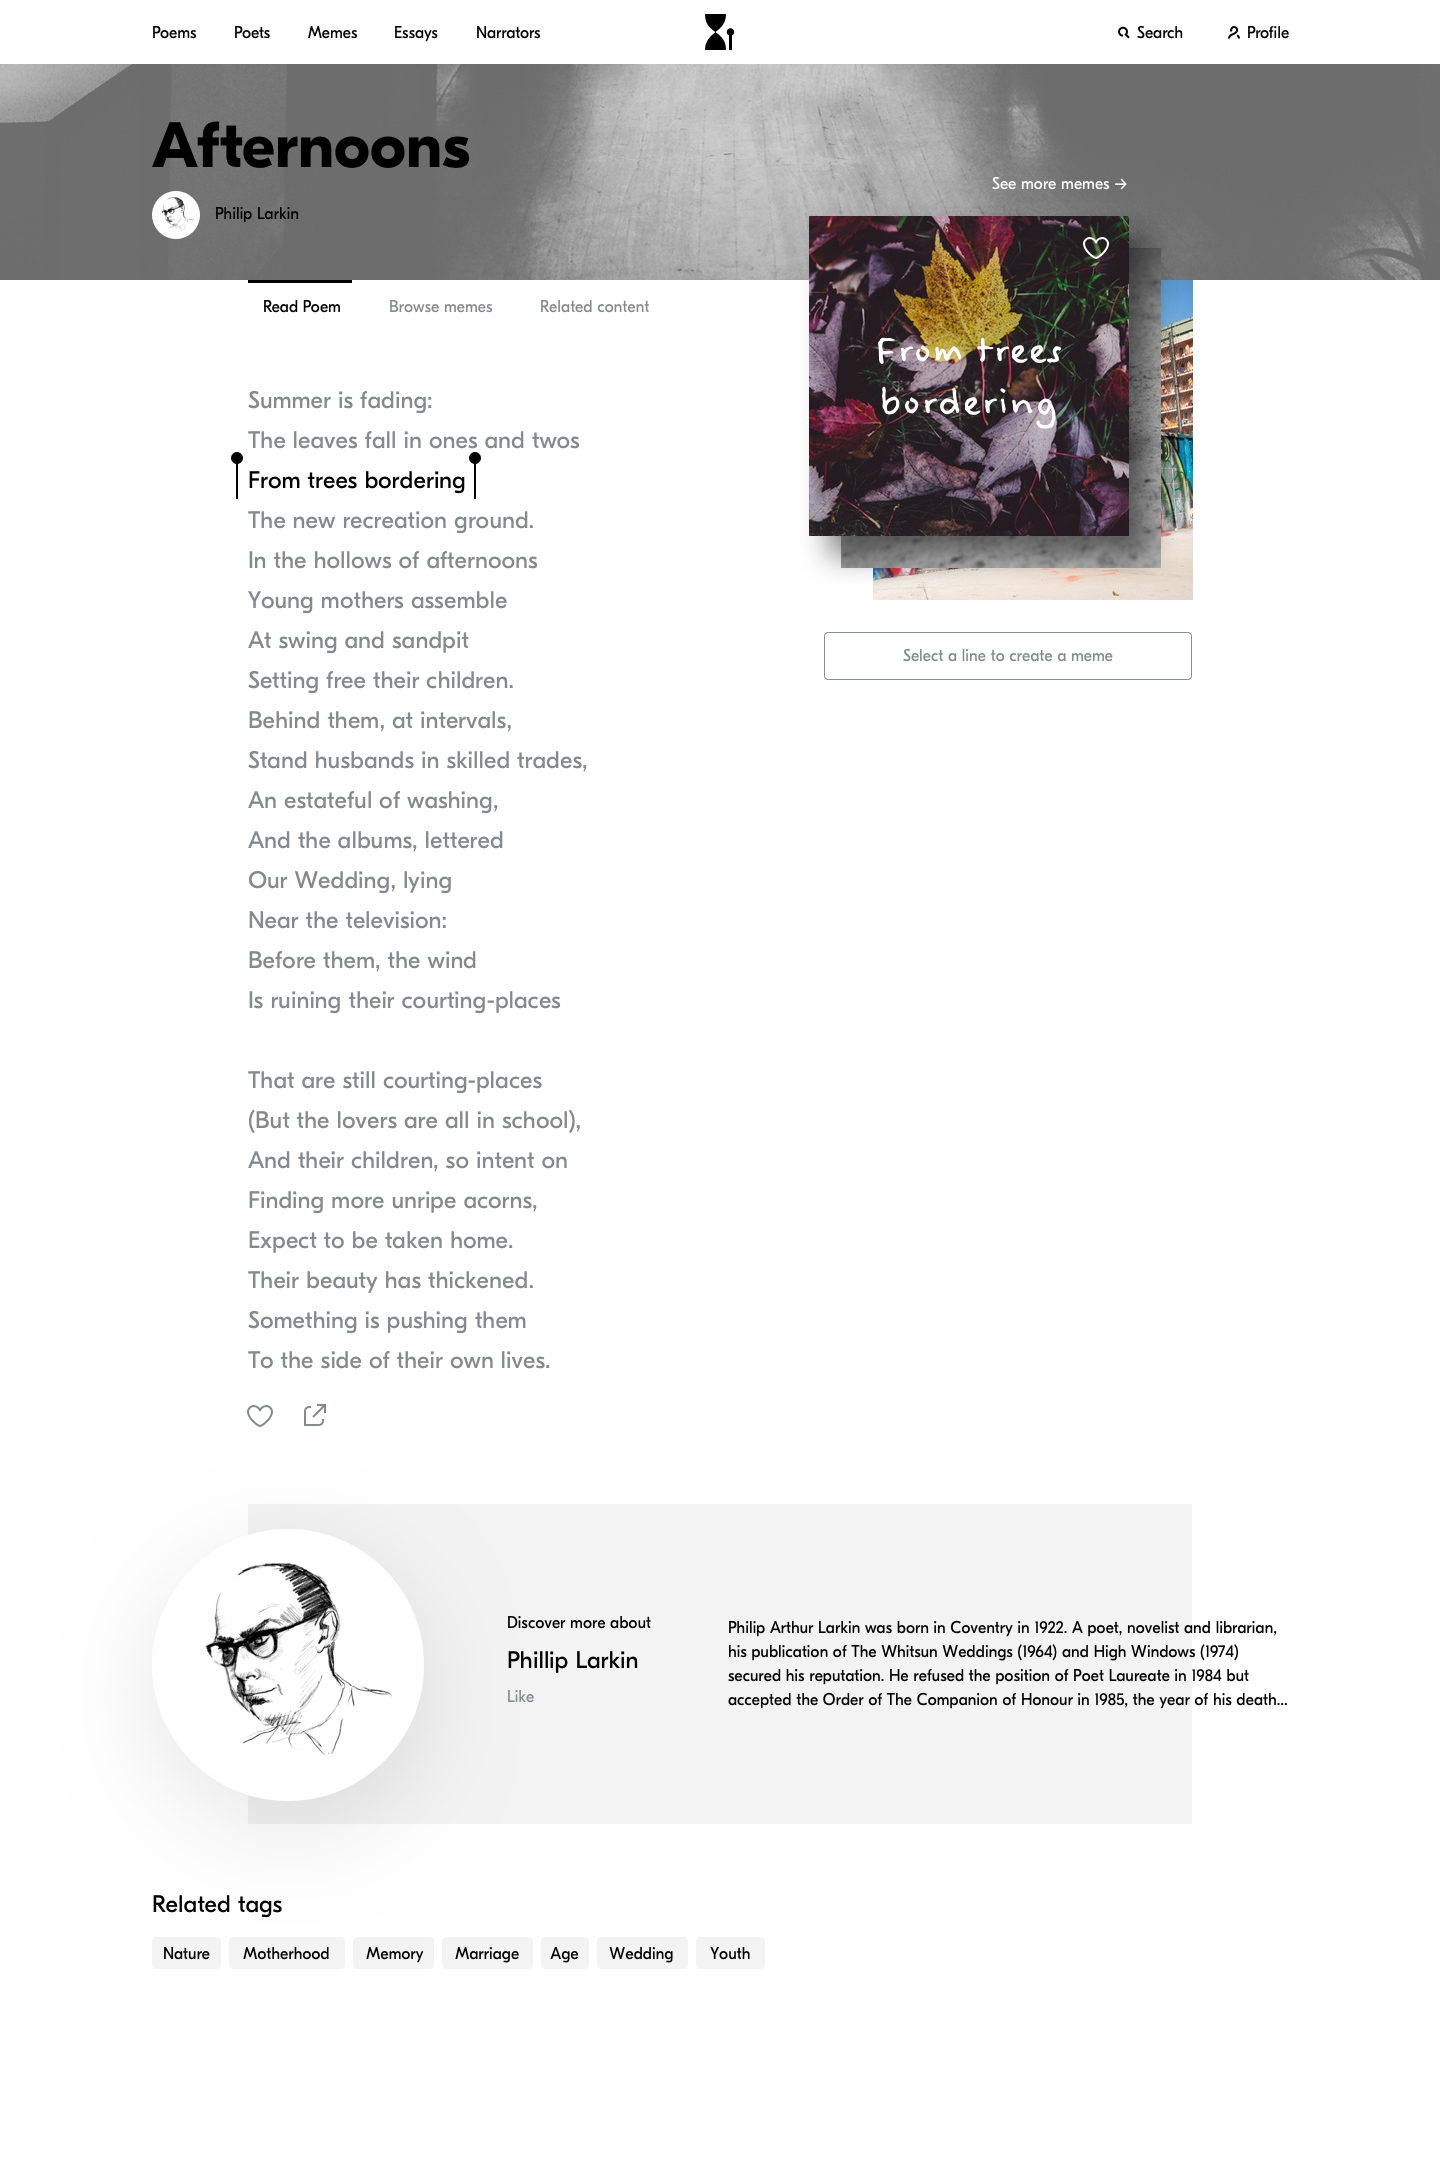 Poems
Poets
Memes
Essays
Narrators
Search
Profile
Afternoons
Philip Larkin
See more memes →
Read Poem
Browse memes
Related content
From trees
bordering
Select a line to create a meme
Summer is fading:
The leaves fall in ones and twos
From trees bordering
The new recreation ground.
In the hollows of afternoons
Young mothers assemble
At swing and sandpit
Setting free their children.
Behind them, at intervals,
Stand husbands in skilled trades,
An estateful of washing,
And the albums, lettered
Our Wedding, lying
Near the television:
Before them, the wind
Is ruining their courting-places
That are still courting-places
(But the lovers are all in school),
And their children, so intent on
Finding more unripe acorns,
Expect to be taken home.
Their beauty has thickened.
Something is pushing them
To the side of their own lives.
Discover more about
Phillip Larkin
Like
Philip Arthur Larkin was born in Coventry in 1922. A poet, novelist and librarian,
his publication of The Whitsun Weddings (1964) and High Windows (1974)
secured his reputation. He refused the position of Poet Laureate in 1984 but
accepted the Order of The Companion of Honour in 1985, the year of his death...
Related tags
Nature
Motherhood
Memory
Marriage
Age
Wedding
Youth